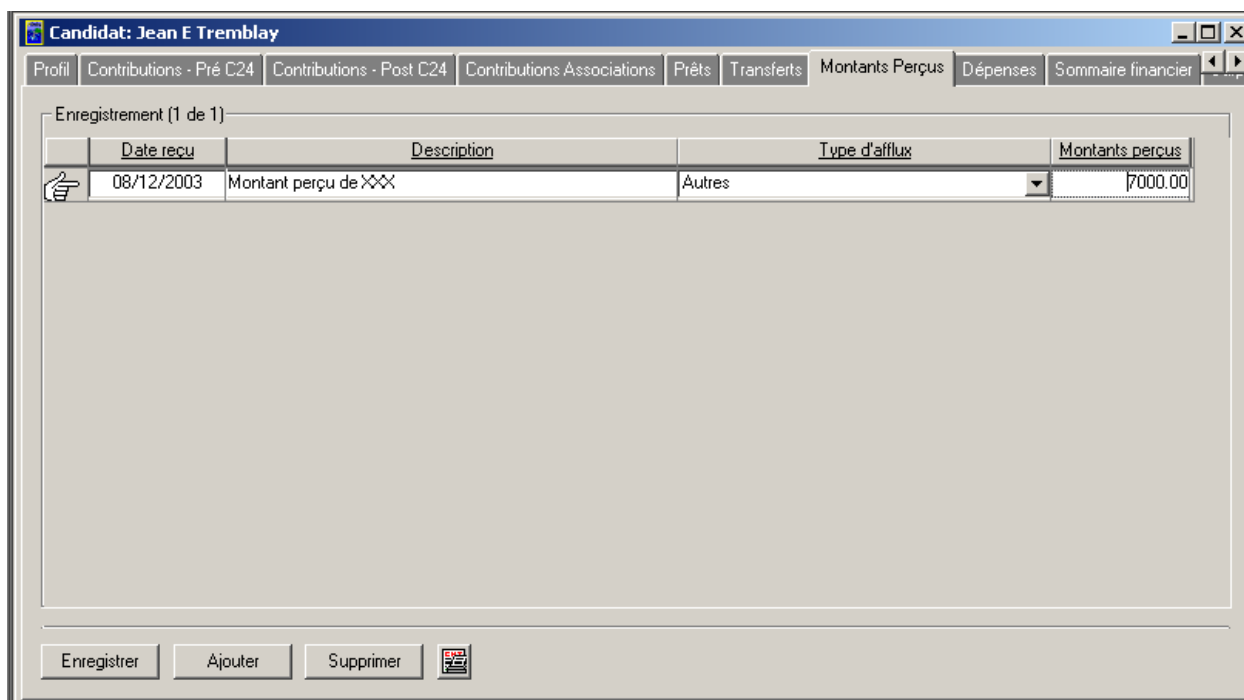 Candidat: Jean E Tremblay
Profil Contributions - Pré C24 Contributions - Post C24 Contributions Associations Prêts Transferts Montants Perçus Dépenses Sommaire financier
Enregistrement (1 de 1)
Date reçu Description Type d'afflux Montants perçus
08/12/2003 Montant perçu de XXX Autres 7000.00
Enregistrer Ajouter Supprimer